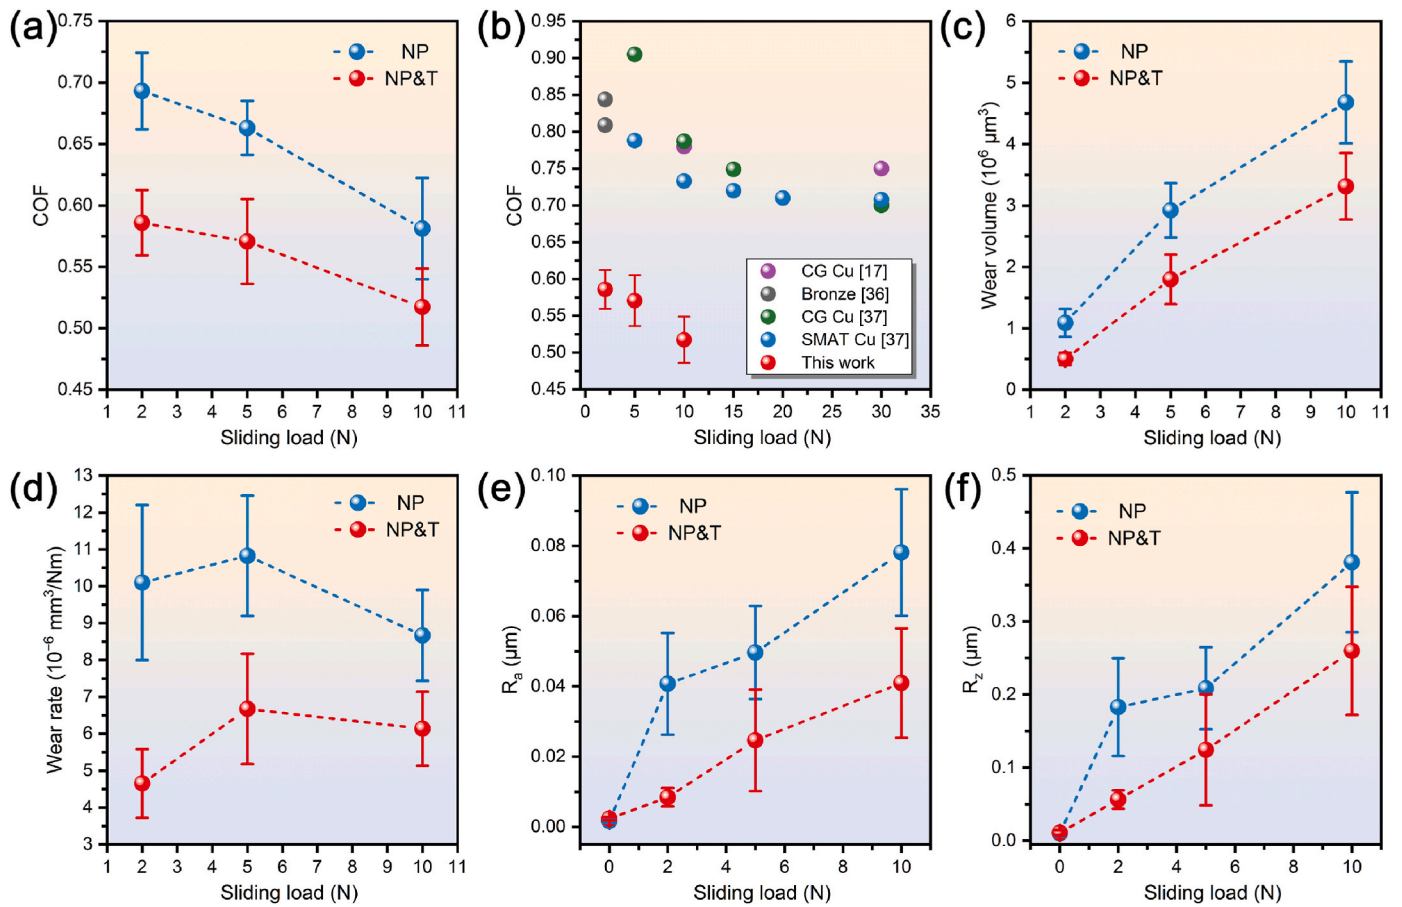 (a)
0.75
0.70
0.65
0.60
0.55
0.50
0.45
COF
NP
NP&T
1 2 3 4 5 6 7 8 9 10 11
Sliding load (N)
(b)
0.95
0.90
0.85
0.80
0.75
0.70
0.65
0.60
0.55
0.50
0.45
COF
CG Cu [17]
Bronze [36]
CG Cu [37]
SMAT Cu [37]
This work
0 5 10 15 20 25 30 35
Sliding load (N)
(c)
6
5
4
3
2
1
0
Wear volume (10⁶ μm³)
NP
NP&T
1 2 3 4 5 6 7 8 9 10 11
Sliding load (N)
(d)
13
12
11
10
9
8
7
6
5
4
3
Wear rate (10⁻⁶ mm³/Nm)
NP
NP&T
1 2 3 4 5 6 7 8 9 10 11
Sliding load (N)
(e)
0.10
0.08
0.06
0.04
0.02
0.00
Rₐ (μm)
NP
NP&T
0 2 4 6 8 10
Sliding load (N)
(f)
0.5
0.4
0.3
0.2
0.1
0.0
R_z (μm)
NP
NP&T
0 2 4 6 8 10
Sliding load (N)